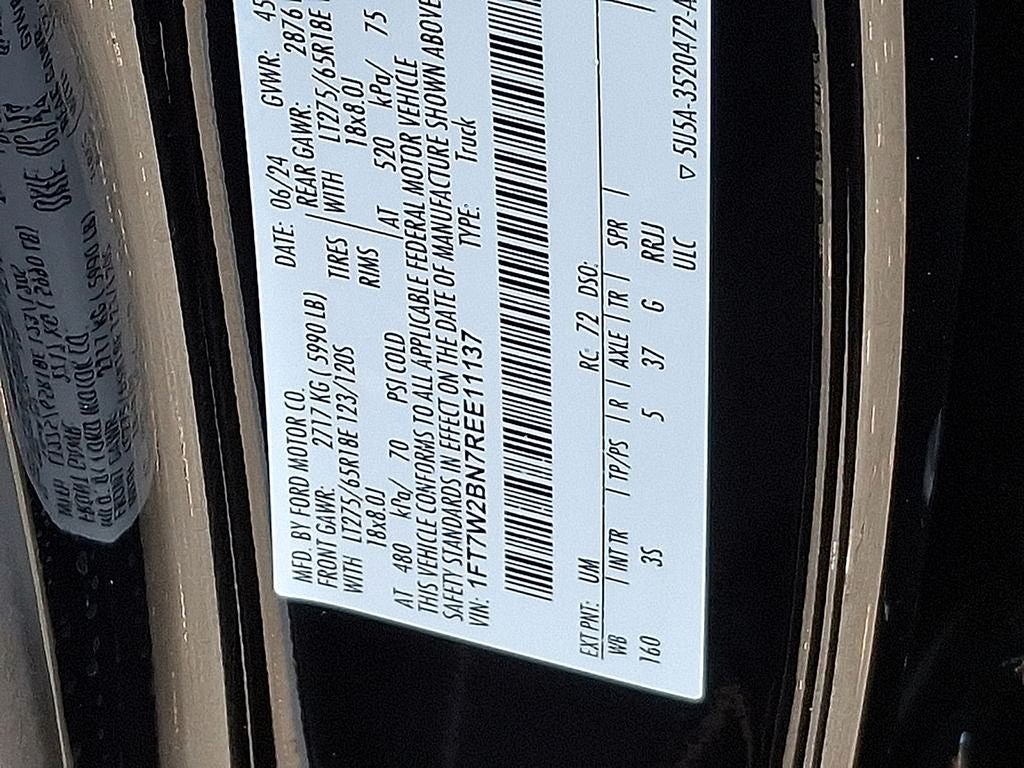 MFD. BY FORD MOTOR CO.
DATE: 06/24 GVWR: 45
FRONT GAWR: 2717 KG ( 5990 LB)
REAR GAWR: 2876
WITH LT275/65R18E 123/120S TIRES
WITH LT275/65R18E
18x8.0J RIMS
18x8.0J
AT 480 kPa/ 70 PSI COLD
AT 520 kPa/ 75
THIS VEHICLE CONFORMS TO ALL APPLICABLE FEDERAL MOTOR VEHICLE
SAFETY STANDARDS IN EFFECT ON THE DATE OF MANUFACTURE SHOWN ABOVE
VIN: 1FT7W2BN7REE11137 TYPE: Truck
EXT PNT: UM RC: 72 DSO:
WB | INT TR | TP/PS | R | AXLE | TR | SPR |
160 3S 5 37 G RRJJ
ULC ▽ 5U5A-3520472-A